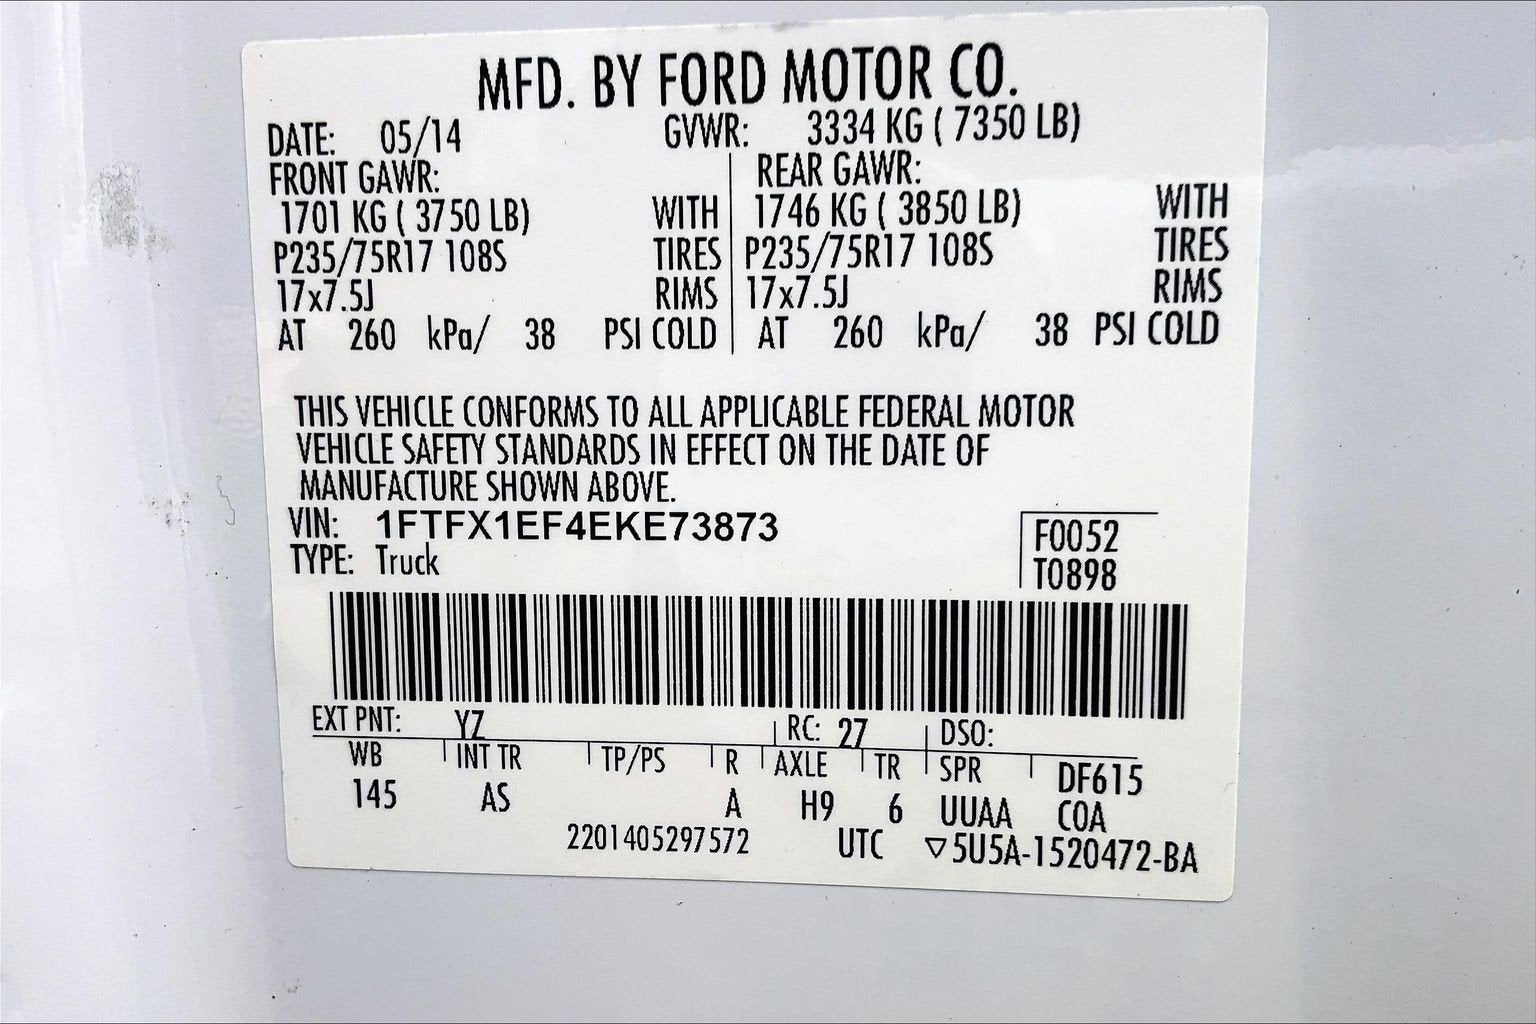 MFD. BY FORD MOTOR CO.
DATE: 05/14 GVWR: 3334 KG ( 7350 LB)
FRONT GAWR: REAR GAWR:
1701 KG ( 3750 LB) WITH 1746 KG ( 3850 LB) WITH
P235/75R17 108S TIRES P235/75R17 108S TIRES
17x7.5J RIMS 17x7.5J RIMS
AT 260 kPa/ 38 PSI COLD AT 260 kPa/ 38 PSI COLD
THIS VEHICLE CONFORMS TO ALL APPLICABLE FEDERAL MOTOR
VEHICLE SAFETY STANDARDS IN EFFECT ON THE DATE OF
MANUFACTURE SHOWN ABOVE.
VIN: 1FTFX1EF4EKE73873 F0052
TYPE: Truck T0898
EXT PNT: YZ RC: 27 DSO:
WB INT TR TP/PS R AXLE TR SPR DF615
145 AS A H9 6 UUAA COA
2201405297572 UTC ▽5U5A-1520472-BA